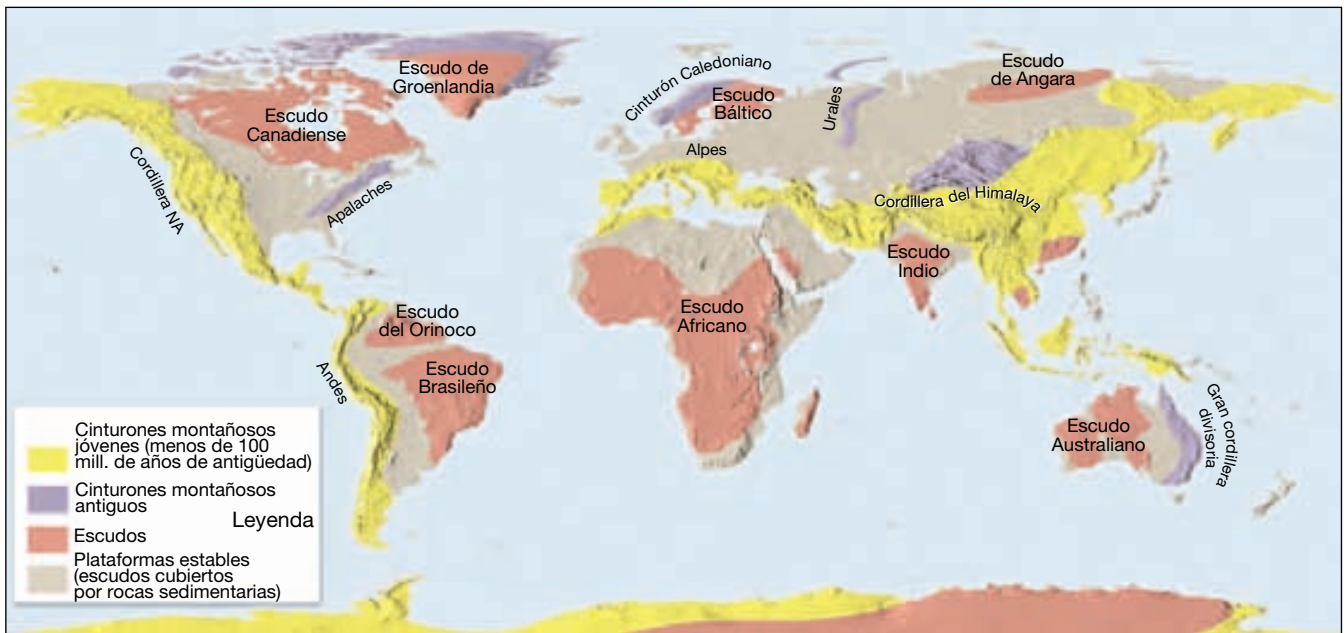 Escudo de
Groenlandia
Cinturón Caledoniano
Escudo
de Angara
Escudo
Canadiense
Escudo
Báltico
Urales
Alpes
Cordillera NA
Apalaches
Cordillera del Himalaya
Escudo
Indio
Escudo
del Orinoco
Escudo
Africano
Escudo
Brasileño
Andes
Escudo
Australiano
Gran cordillera
divisoria
Cinturones montañosos
jóvenes (menos de 100
mill. de años de antigüedad)
Cinturones montañosos
antiguos
Leyenda
Escudos
Plataformas estables
(escudos cubiertos
por rocas sedimentarias)